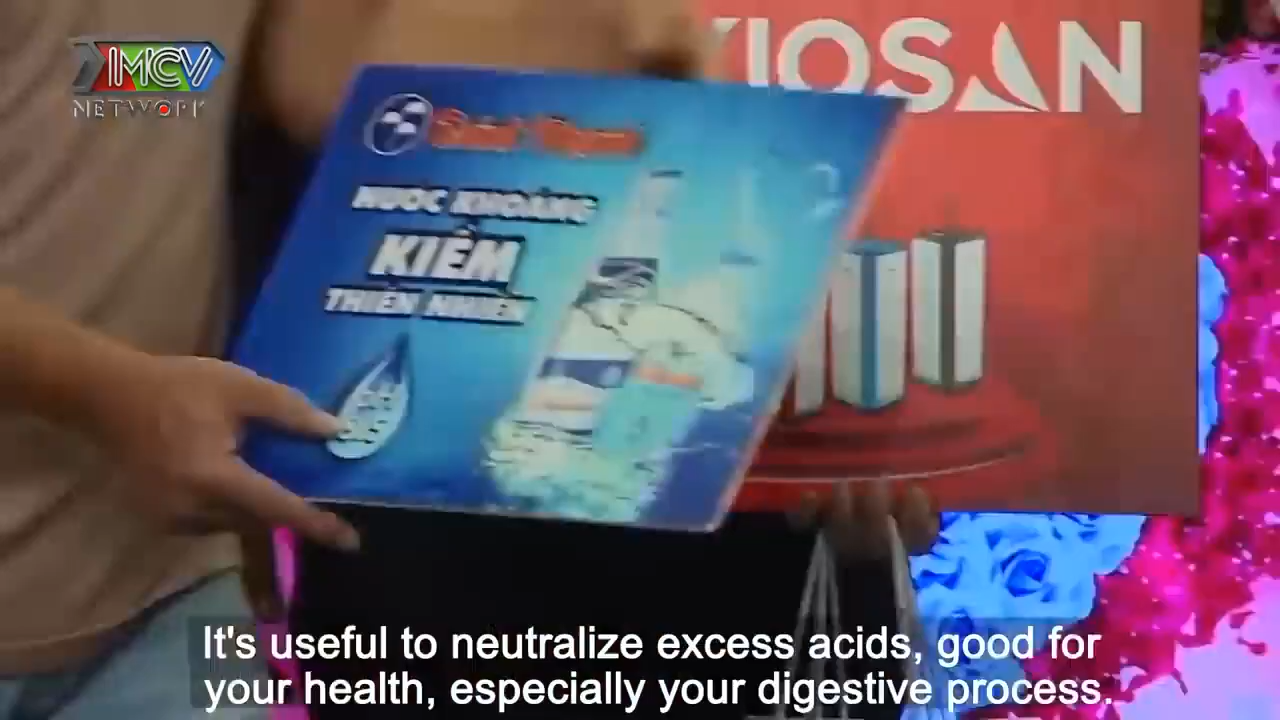 MCV
NETWORK
KIOSAN
NƯỚC KHOÁNG
KIỀM
THIÊN NHIÊN
It's useful to neutralize excess acids, good for
your health, especially your digestive process.